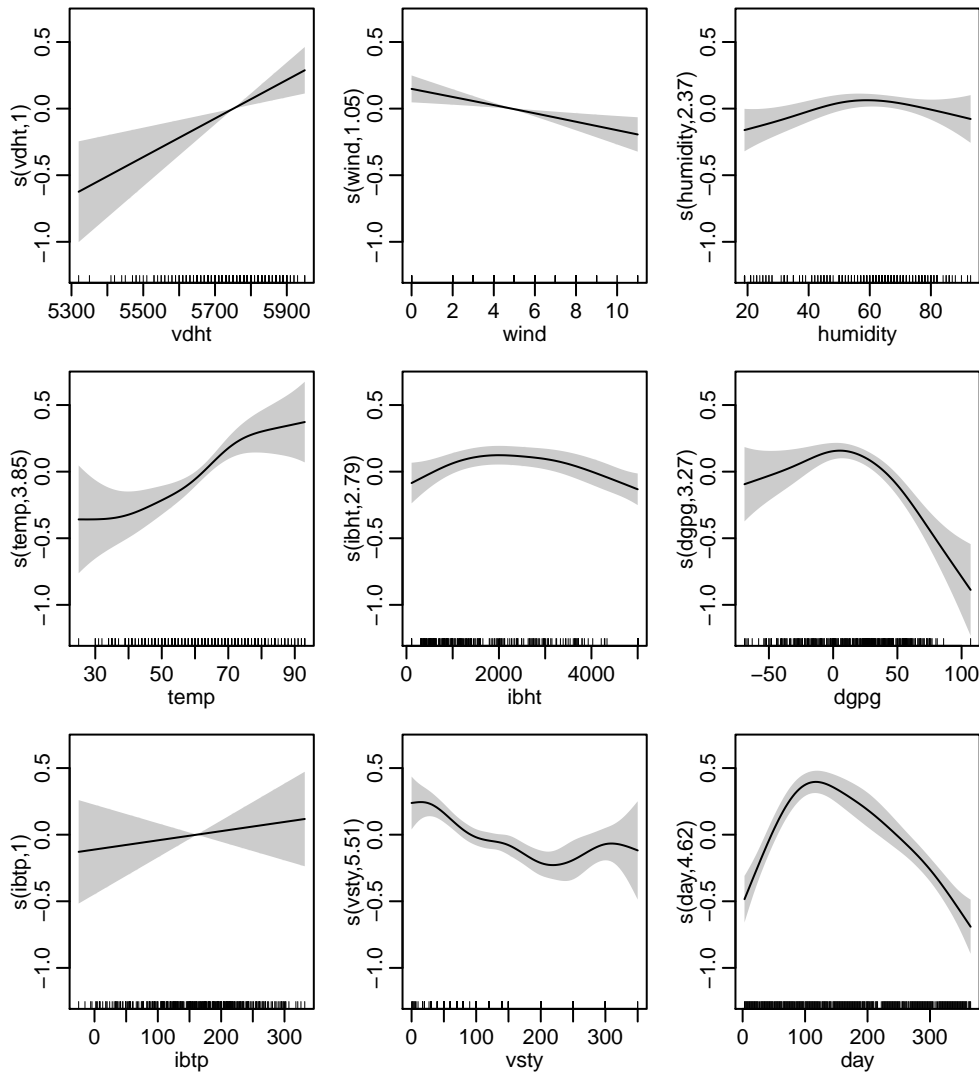 s(vdht,1)
−1.0 −0.5 0.0 0.5
5300 5500 5700 5900
vdht
s(wind,1.05)
−1.0 −0.5 0.0 0.5
0 2 4 6 8 10
wind
s(humidity,2.37)
−1.0 −0.5 0.0 0.5
20 40 60 80
humidity
s(temp,3.85)
−1.0 −0.5 0.0 0.5
30 50 70 90
temp
s(ibht,2.79)
−1.0 −0.5 0.0 0.5
0 2000 4000
ibht
s(dgpg,3.27)
−1.0 −0.5 0.0 0.5
−50 0 50 100
dgpg
s(ibtp,1)
−1.0 −0.5 0.0 0.5
0 100 200 300
ibtp
s(vsty,5.51)
−1.0 −0.5 0.0 0.5
0 100 200 300
vsty
s(day,4.62)
−1.0 −0.5 0.0 0.5
0 100 200 300
day